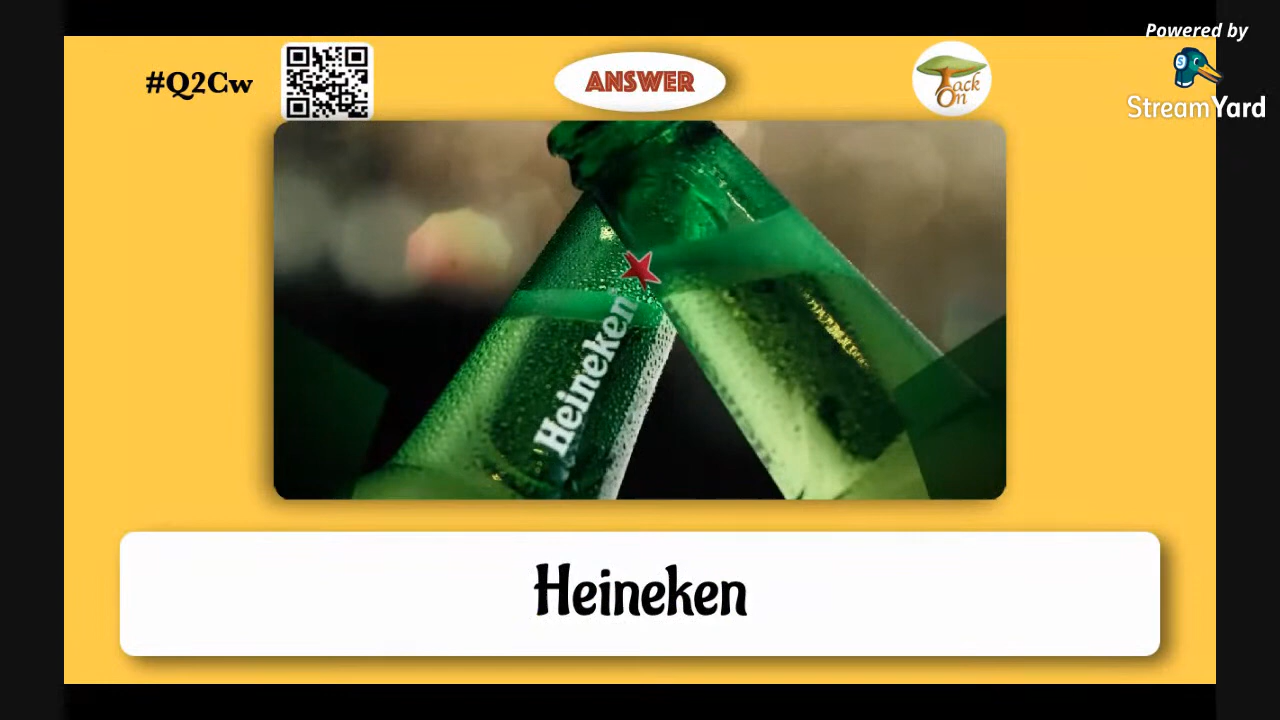 Powered by
StreamYard
#Q2Cw
ANSWER
Tack
On
Heineken
Heineken